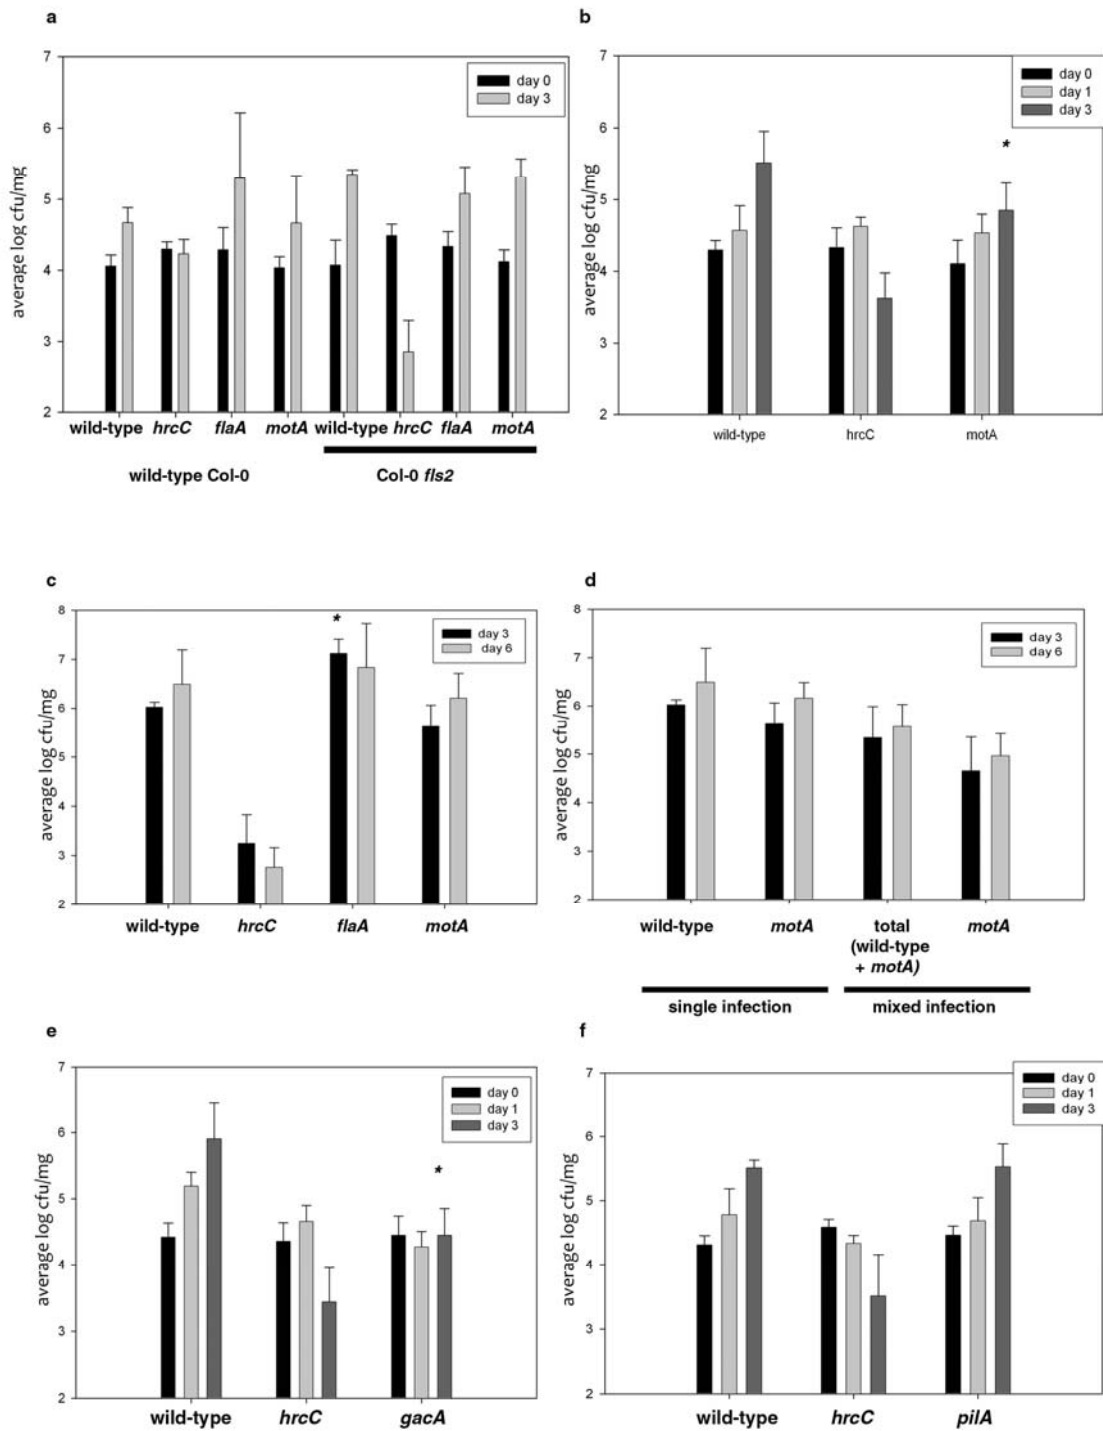 a
7
6
5
4
3
2
average log cfu/mg
day 0
day 3
wild-type hrcC flaA motA wild-type hrcC flaA motA
wild-type Col-0 Col-0 fls2
b
7
6
5
4
3
2
average log cfu/mg
day 0
day 1
day 3
*
wild-type hrcC motA
c
8
7
6
5
4
3
2
average log cfu/mg
*
day 3
day 6
wild-type hrcC flaA motA
d
8
7
6
5
4
3
2
average log cfu/mg
day 3
day 6
wild-type motA total motA
(wild-type
+ motA)
single infection mixed infection
e
7
6
5
4
3
2
average log cfu/mg
day 0
day 1
day 3
*
wild-type hrcC gacA
f
7
6
5
4
3
2
average log cfu/mg
day 0
day 1
day 3
wild-type hrcC pilA